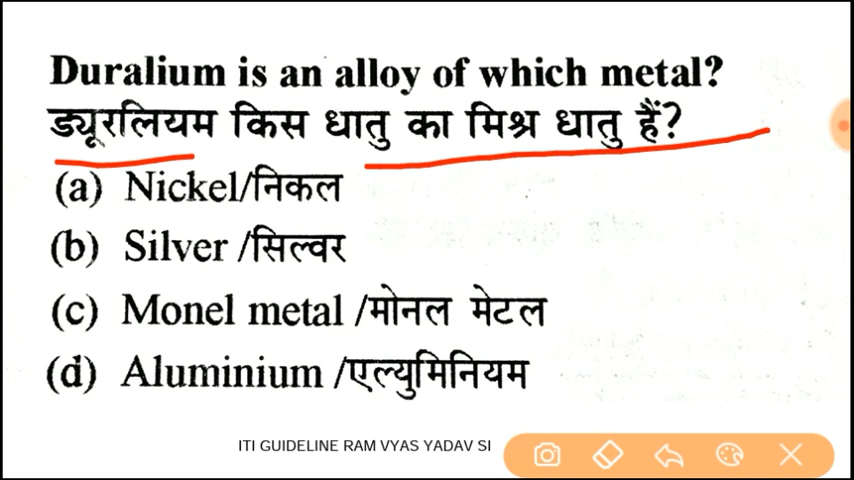 Duralium is an alloy of which metal?
ड्यूरलियम किस धातु का मिश्र धातु हैं?
(a) Nickel/निकल
(b) Silver /सिल्वर
(c) Monel metal /मोनल मेटल
(d) Aluminium /एल्युमिनियम
ITI GUIDELINE RAM VYAS YADAV SI